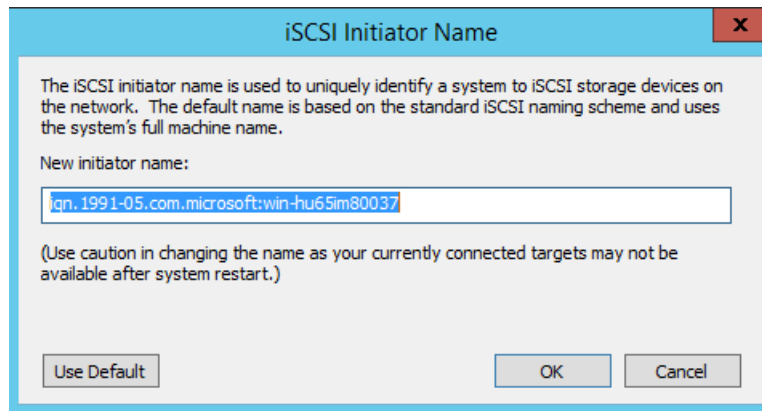 iSCSI Initiator Name
x
The iSCSI initiator name is used to uniquely identify a system to iSCSI storage devices on
the network.  The default name is based on the standard iSCSI naming scheme and uses
the system's full machine name.
New initiator name:
iqn.1991-05.com.microsoft:win-hu65im80037
(Use caution in changing the name as your currently connected targets may not be
available after system restart.)
Use Default
OK
Cancel